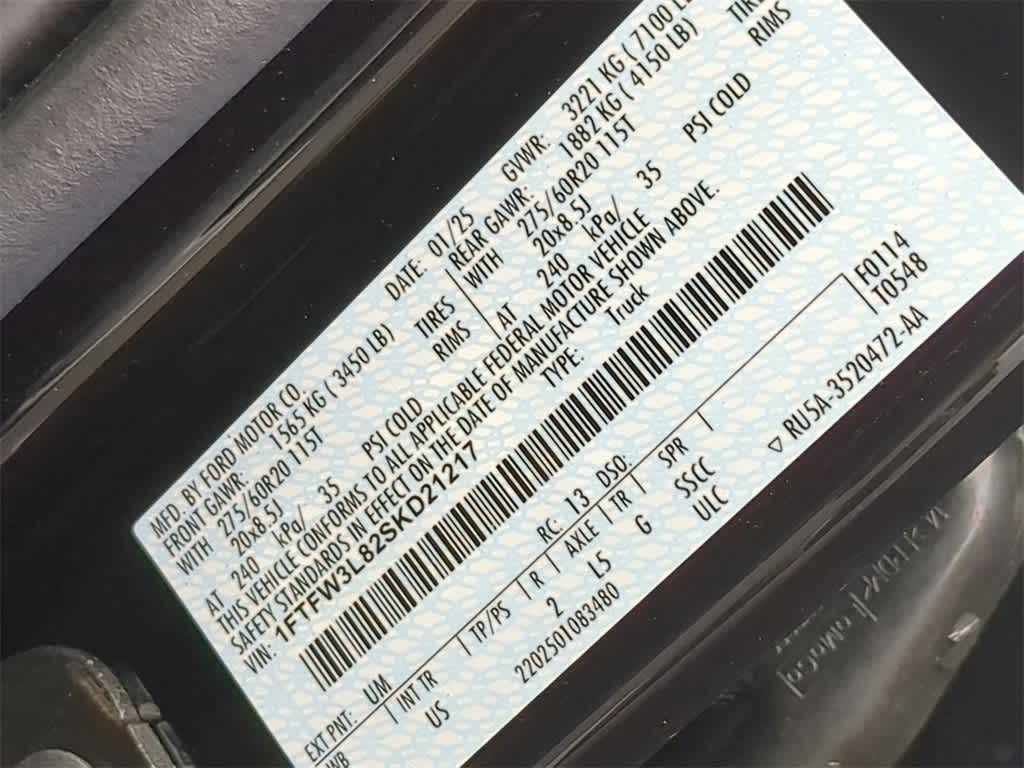 MFD. BY FORD MOTOR CO.
DATE: 01/25 GVWR: 3221 KG ( 7100 L
FRONT GAWR: 1565 KG ( 3450 LB) REAR GAWR: 1882 KG ( 4150 LB)
WITH 275/60R20 115T TIRES WITH 275/60R20 115T TIR
20x8.5J RIMS 20x8.5J RIMS
AT 240 kPa/ 35 PSI COLD AT 240 kPa/ 35 PSI COLD
THIS VEHICLE CONFORMS TO ALL APPLICABLE FEDERAL MOTOR VEHICLE
SAFETY STANDARDS IN EFFECT ON THE DATE OF MANUFACTURE SHOWN ABOVE.
VIN: 1FTFW3L82SKD21217 TYPE: Truck
F0114
T0548
EXT PNT: UM RC: 13 DSO:
WB | INT TR | TP/PS | R | AXLE | TR | SPR
US 2 L5 G SSCC
2202501083480 ULC
▽ RU5A-3520472-AA